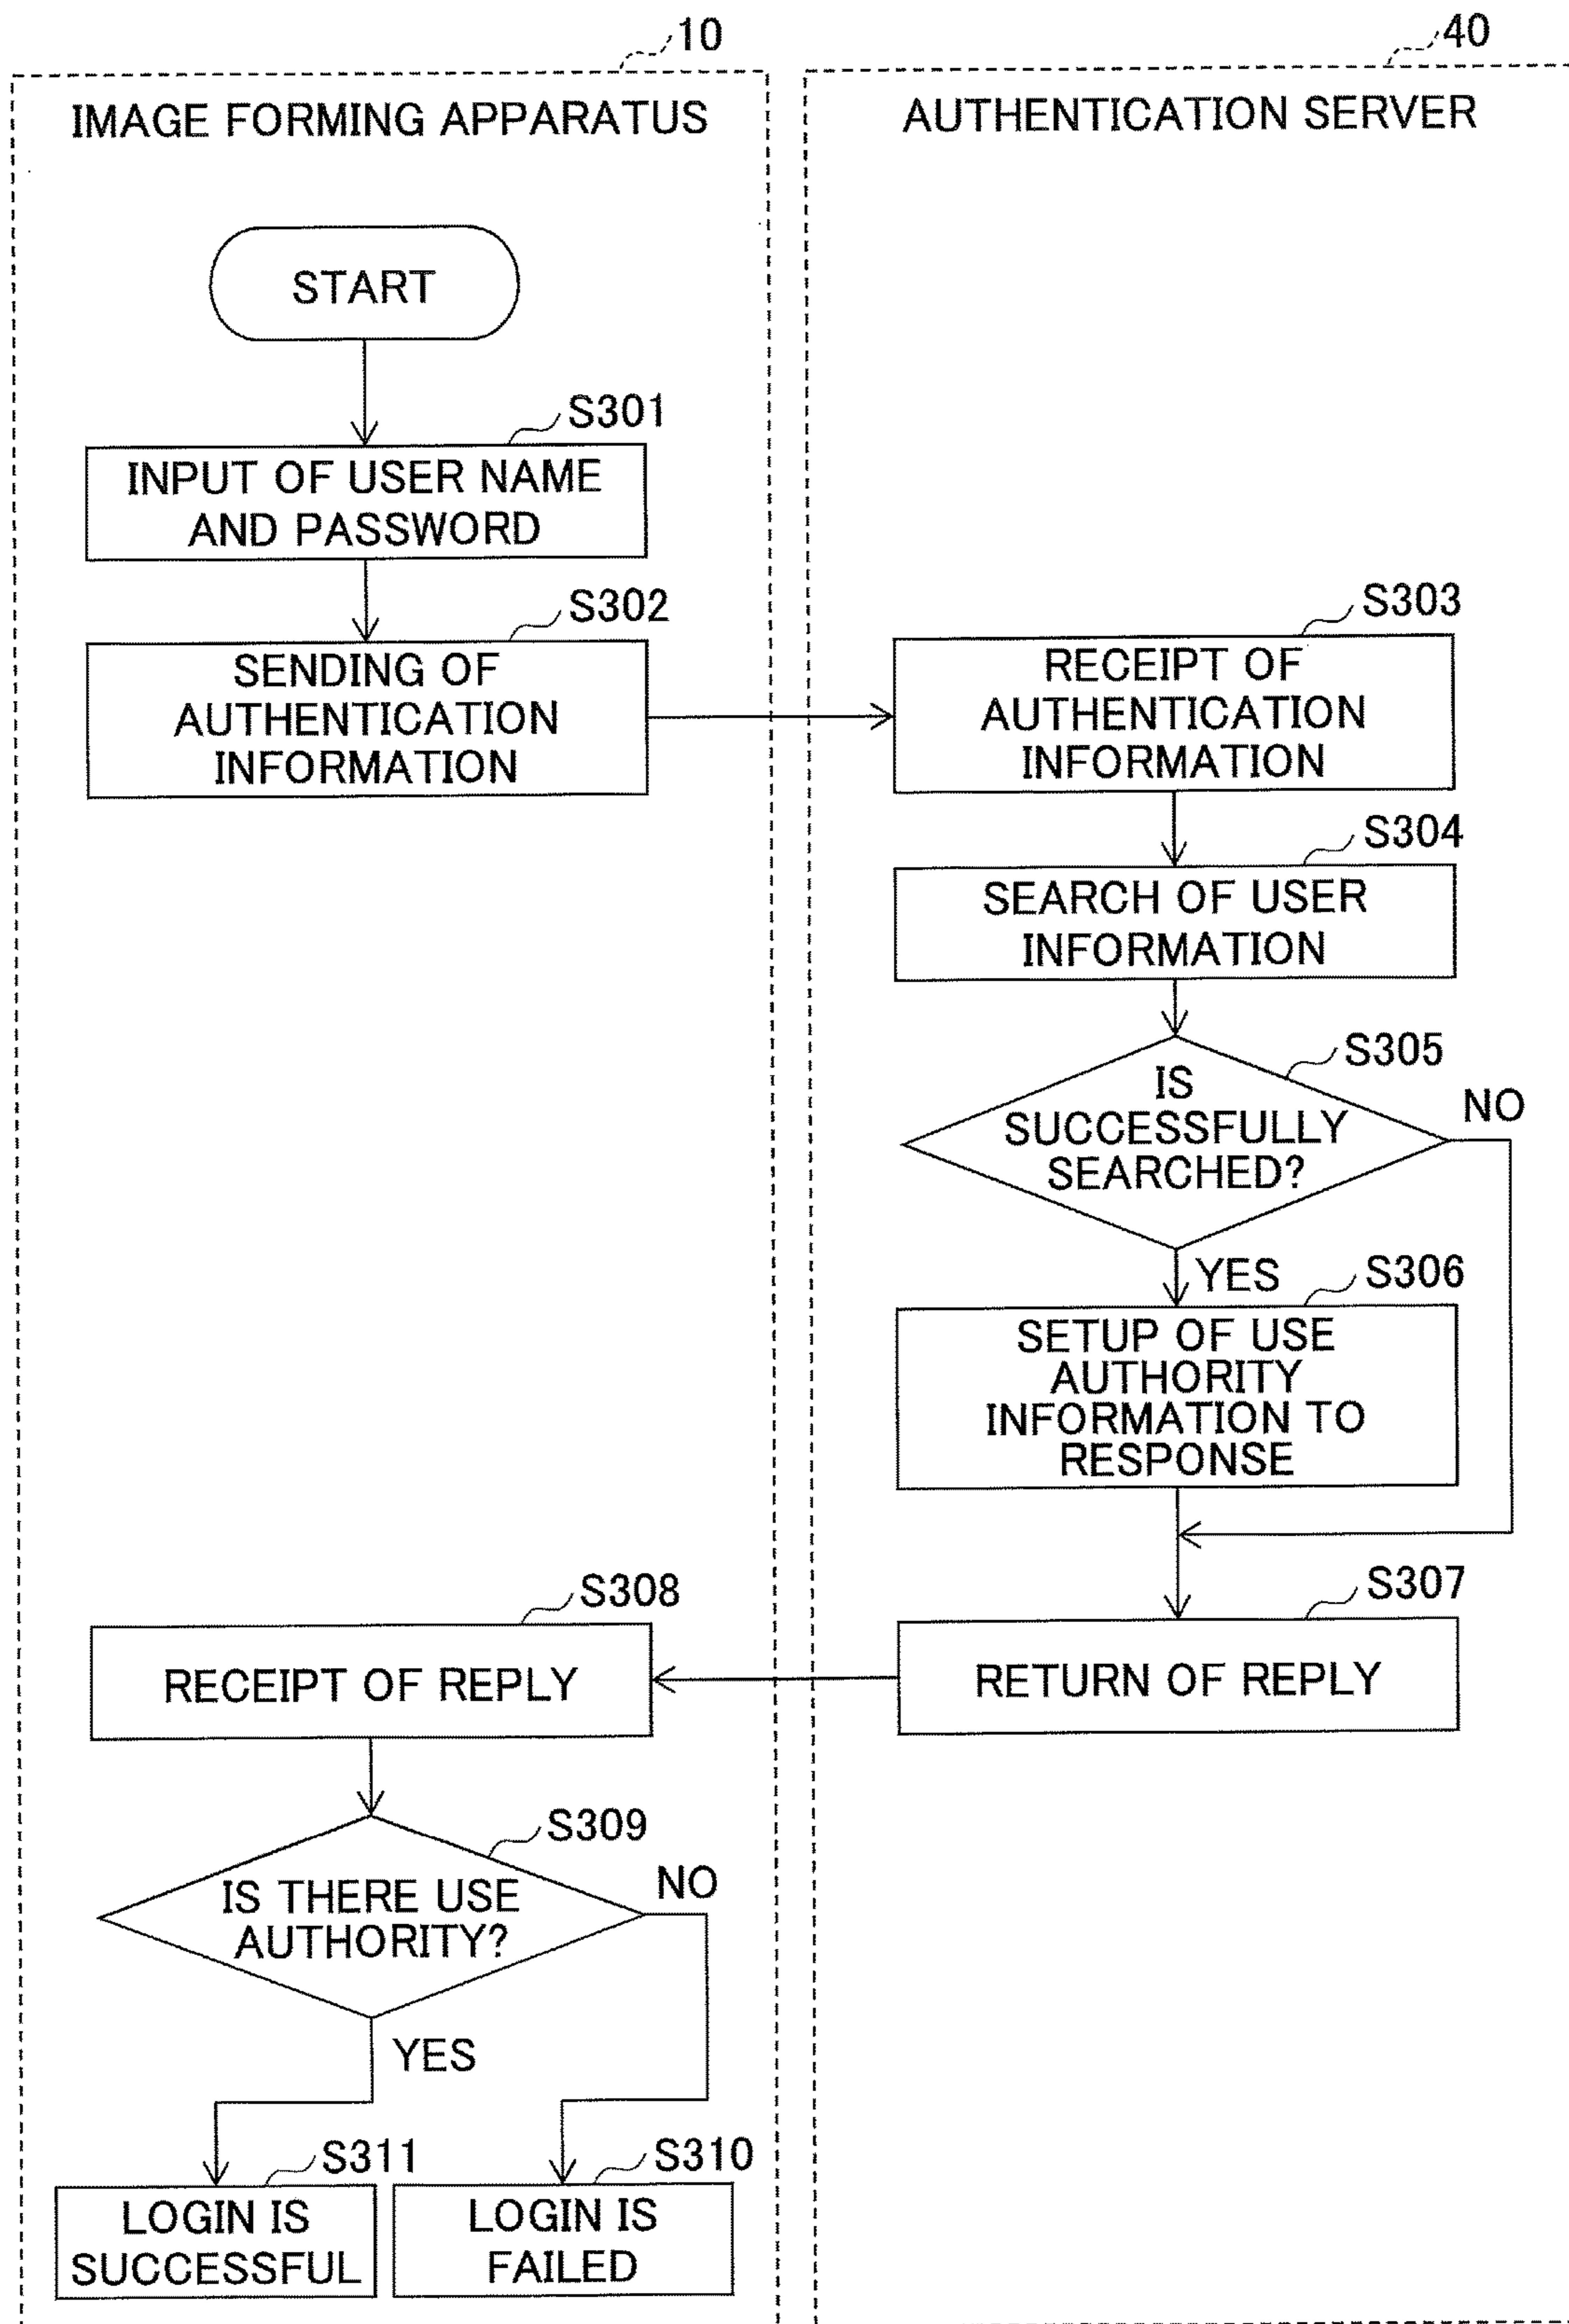 10
IMAGE FORMING APPARATUS
START
S301
INPUT OF USER NAME
AND PASSWORD
S302
SENDING OF
AUTHENTICATION
INFORMATION
40
AUTHENTICATION SERVER
S303
RECEIPT OF
AUTHENTICATION
INFORMATION
S304
SEARCH OF USER
INFORMATION
S305
IS
SUCCESSFULLY
SEARCHED?
NO
YES
S306
SETUP OF USE
AUTHORITY
INFORMATION TO
RESPONSE
S307
RETURN OF REPLY
S308
RECEIPT OF REPLY
S309
IS THERE USE
AUTHORITY?
NO
YES
S311
LOGIN IS
SUCCESSFUL
S310
LOGIN IS
FAILED